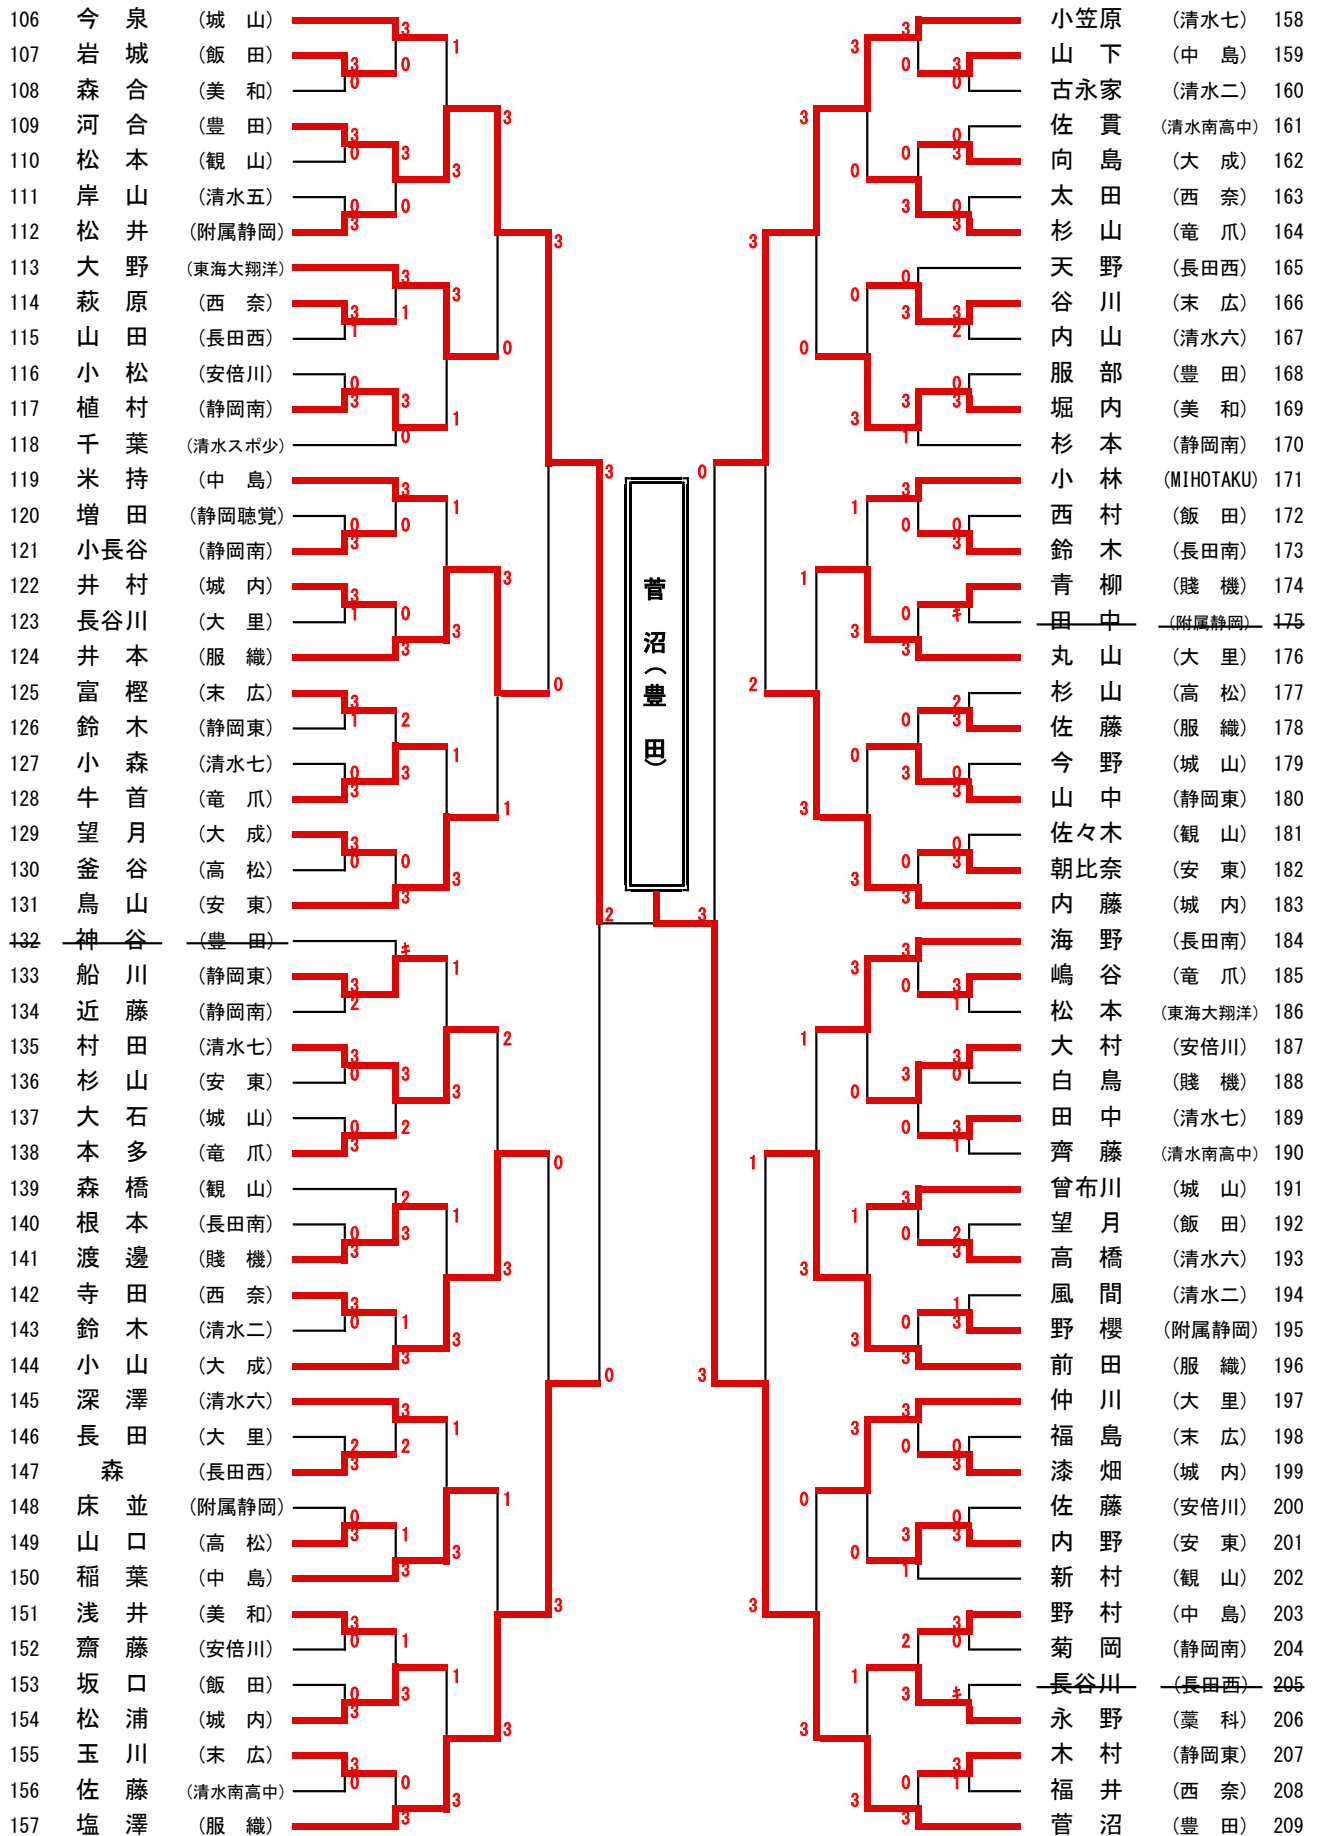 106 今 泉 (城 山)
107 岩 城 (飯 田)
108 森 合 (美 和)
109 河 合 (豊 田)
110 松 本 (観 山)
111 岸 山 (清水五)
112 松 井 (附属静岡)
113 大 野 (東海大翔洋)
114 萩 原 (西 奈)
115 山 田 (長田西)
116 小 松 (安倍川)
117 植 村 (静岡南)
118 千 葉 (清水スポ少)
119 米 持 (中 島)
120 増 田 (静岡聴覚)
121 小長谷 (静岡南)
122 井 村 (城 内)
123 長谷川 (大 里)
124 井 本 (服 織)
125 富 樫 (末 広)
126 鈴 木 (静岡東)
127 小 森 (清水七)
128 牛 首 (竜 爪)
129 望 月 (大 成)
130 釜 谷 (高 松)
131 鳥 山 (安 東)
132 神 谷 (豊 田)
133 船 川 (静岡東)
134 近 藤 (静岡南)
135 村 田 (清水七)
136 杉 山 (安 東)
137 大 石 (城 山)
138 本 多 (竜 爪)
139 森 橋 (観 山)
140 根 本 (長田南)
141 渡 邊 (賤 機)
142 寺 田 (西 奈)
143 鈴 木 (清水二)
144 小 山 (大 成)
145 深 澤 (清水六)
146 長 田 (大 里)
147 森 (長田西)
148 床 並 (附属静岡)
149 山 口 (高 松)
150 稲 葉 (中 島)
151 浅 井 (美 和)
152 齋 藤 (安倍川)
153 坂 口 (飯 田)
154 松 浦 (城 内)
155 玉 川 (末 広)
156 佐 藤 (清水南高中)
157 塩 澤 (服 織)
菅 沼 (豊 田)
小笠原 (清水七) 158
山 下 (中 島) 159
古永家 (清水二) 160
佐 貫 (清水南高中) 161
向 島 (大 成) 162
太 田 (西 奈) 163
杉 山 (竜 爪) 164
天 野 (長田西) 165
谷 川 (末 広) 166
内 山 (清水六) 167
服 部 (豊 田) 168
堀 内 (美 和) 169
杉 本 (静岡南) 170
小 林 (MIHOTAKU) 171
西 村 (飯 田) 172
鈴 木 (長田南) 173
青 柳 (賤 機) 174
田 中 (附属静岡) 175
丸 山 (大 里) 176
杉 山 (高 松) 177
佐 藤 (服 織) 178
今 野 (城 山) 179
山 中 (静岡東) 180
佐々木 (観 山) 181
朝比奈 (安 東) 182
内 藤 (城 内) 183
海 野 (長田南) 184
嶋 谷 (竜 爪) 185
松 本 (東海大翔洋) 186
大 村 (安倍川) 187
白 鳥 (賤 機) 188
田 中 (清水七) 189
齊 藤 (清水南高中) 190
曾布川 (城 山) 191
望 月 (飯 田) 192
高 橋 (清水六) 193
風 間 (清水二) 194
野 櫻 (附属静岡) 195
前 田 (服 織) 196
仲 川 (大 里) 197
福 島 (末 広) 198
漆 畑 (城 内) 199
佐 藤 (安倍川) 200
内 野 (安 東) 201
新 村 (観 山) 202
野 村 (中 島) 203
菊 岡 (静岡南) 204
長谷川 (長田西) 205
永 野 (藁 科) 206
木 村 (静岡東) 207
福 井 (西 奈) 208
菅 沼 (豊 田) 209